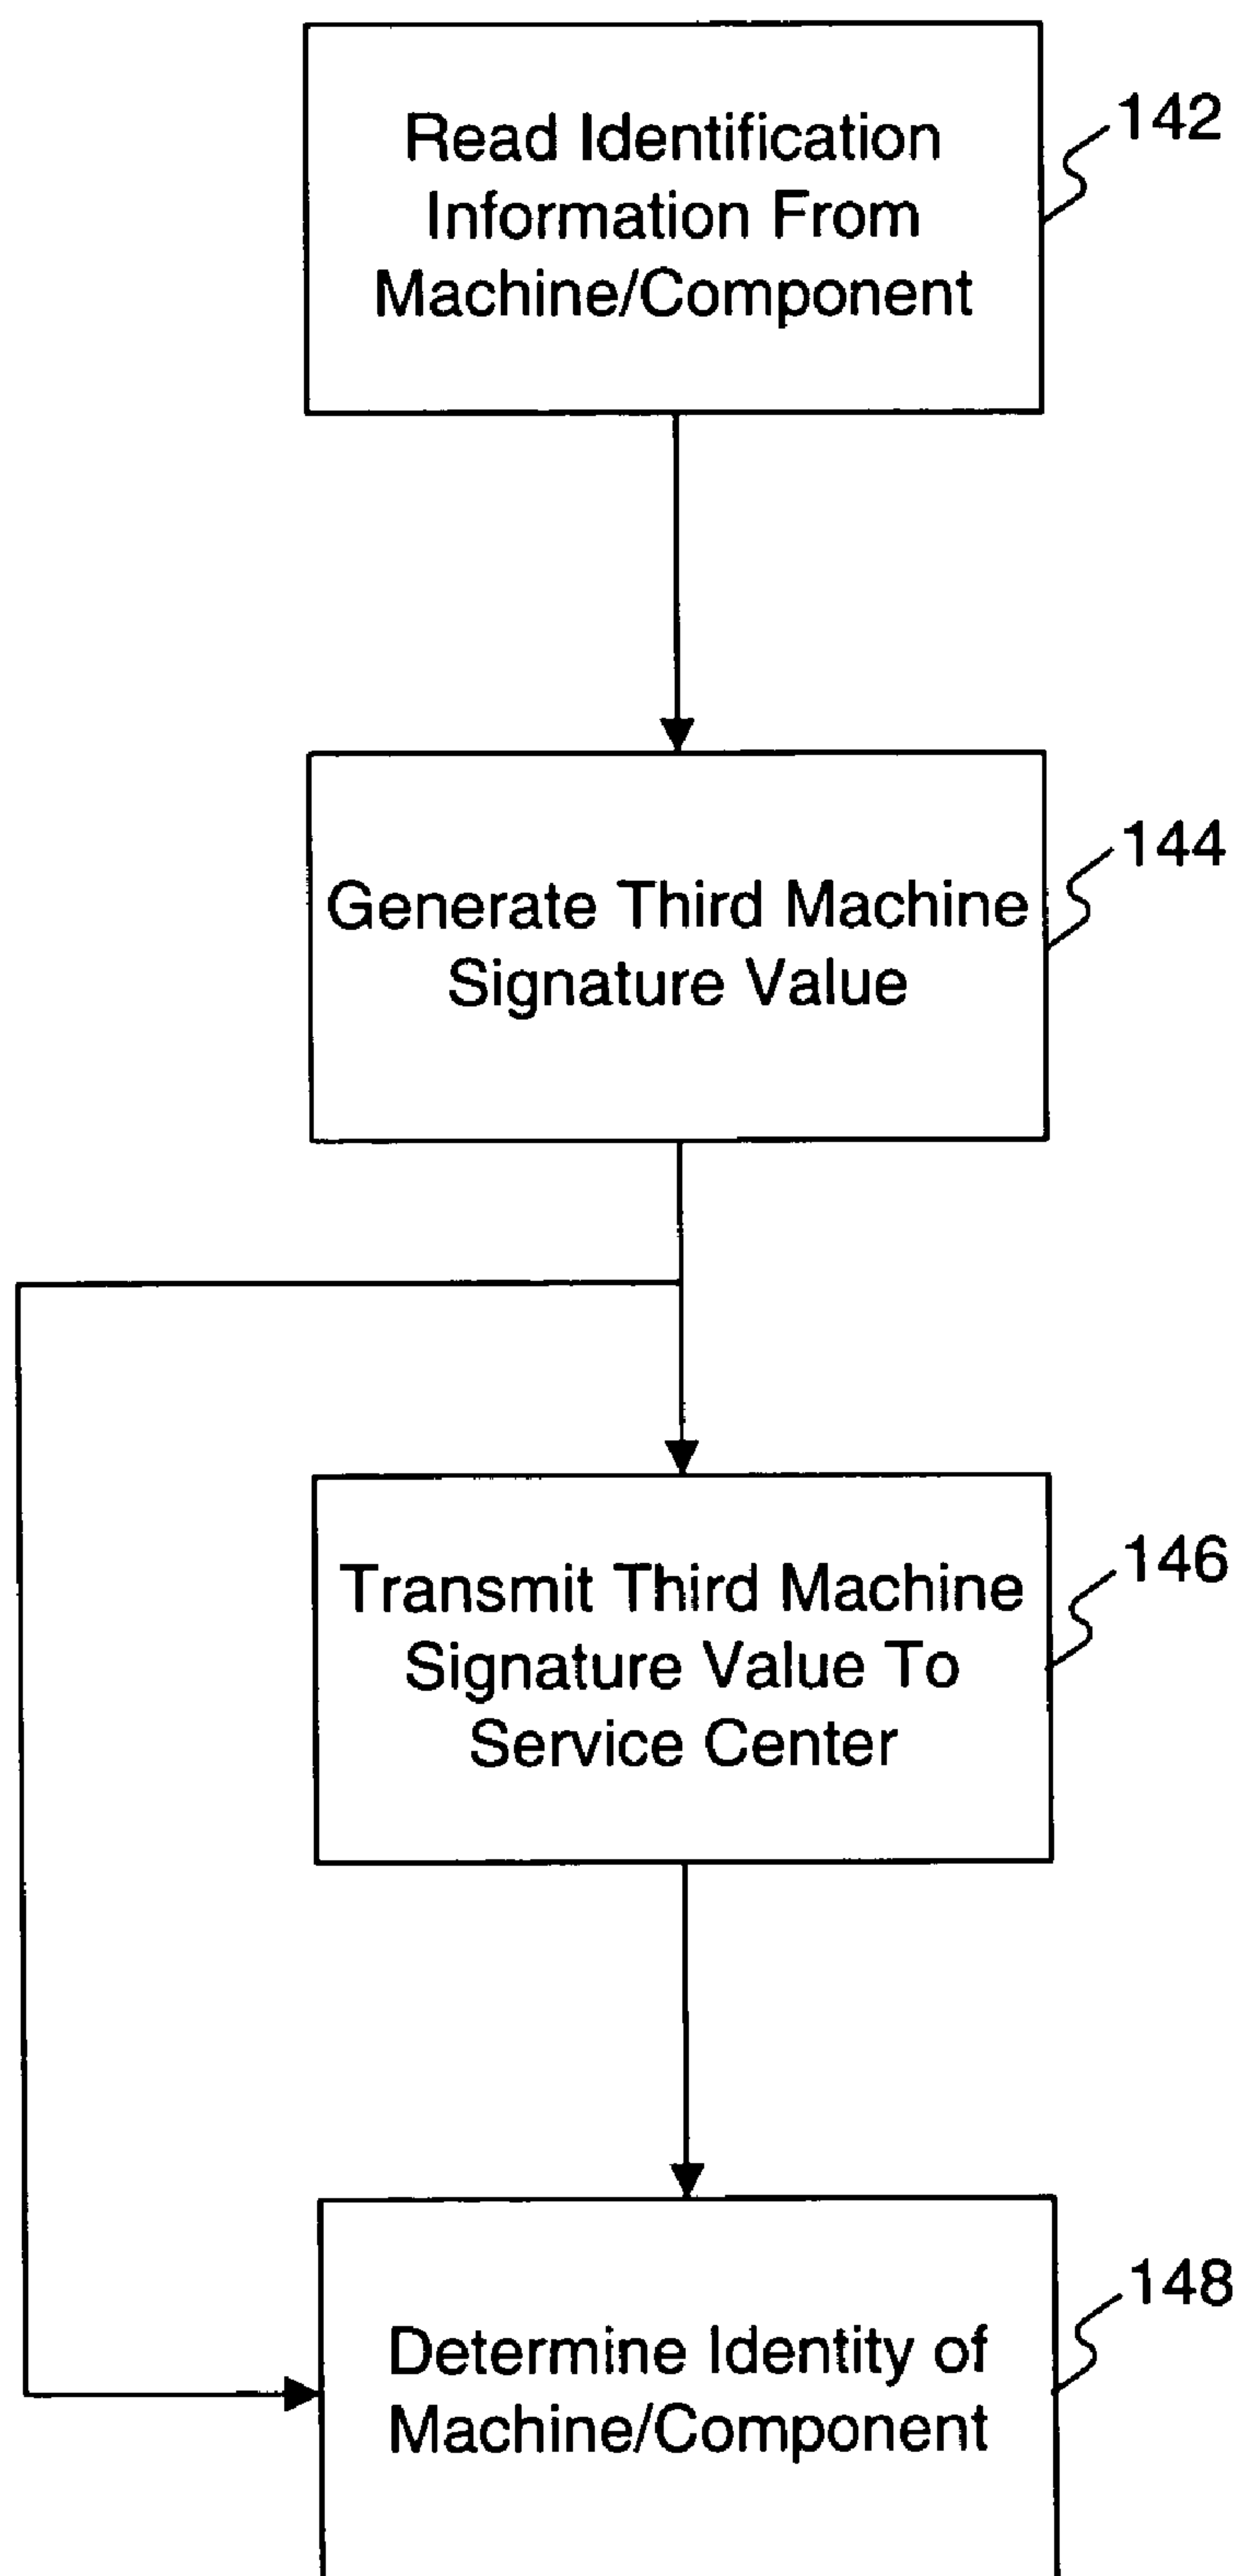 Read Identification
Information From
Machine/Component
142
Generate Third Machine
Signature Value
144
Transmit Third Machine
Signature Value To
Service Center
146
Determine Identity of
Machine/Component
148